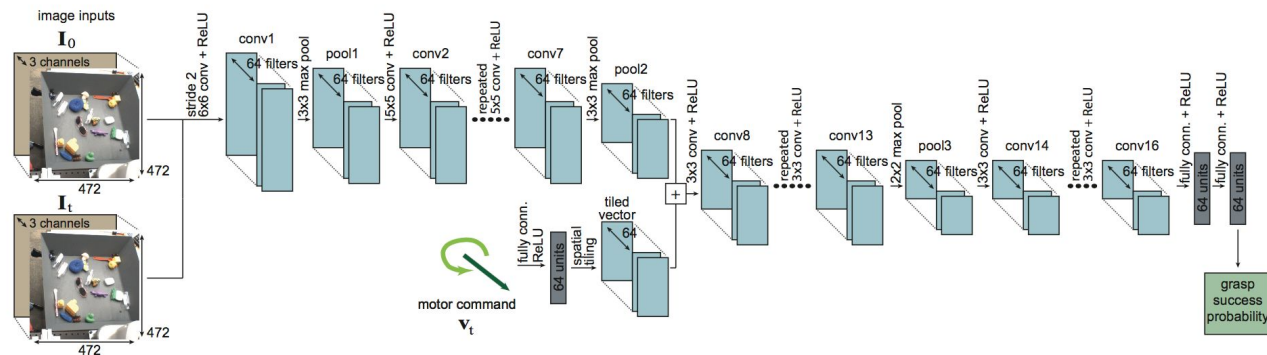 image inputs
I₀
3 channels
472
472
Iₜ
3 channels
472
472
stride 2
6x6 conv + ReLU
conv1
64 filters
3x3 max pool
pool1
64 filters
5x5 conv + ReLU
conv2
64 filters
repeated
5x5 conv + ReLU
conv7
64 filters
3x3 max pool
pool2
64 filters
motor command
vₜ
fully conn.
ReLU
64 units
spatial
tiling
tiled
vector
64
+
3x3 conv + ReLU
conv8
64 filters
repeated
3x3 conv + ReLU
conv13
64 filters
2x2 max pool
pool3
64 filters
3x3 conv + ReLU
conv14
64 filters
repeated
3x3 conv + ReLU
conv16
64 filters
fully conn. + ReLU
64 units
fully conn. + ReLU
64 units
grasp
success
probability